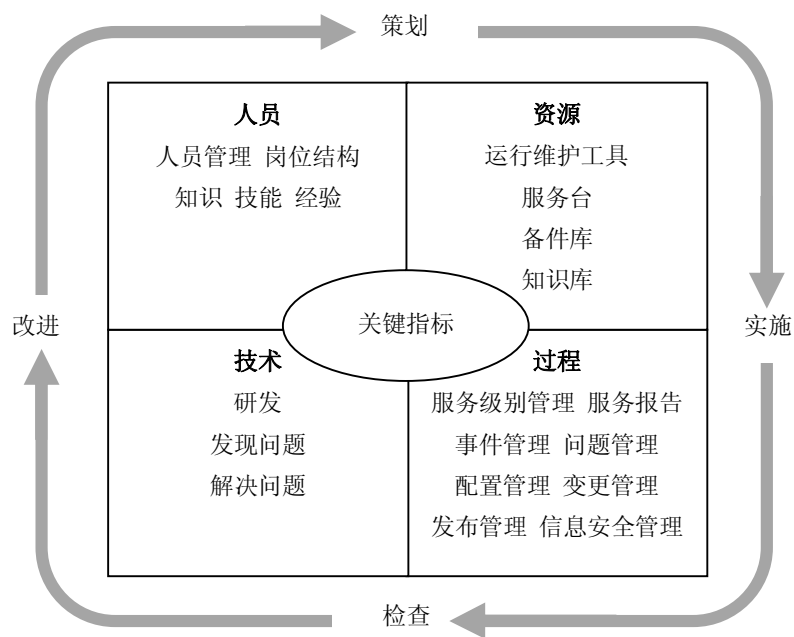 策划
人员
人员管理 岗位结构
知识 技能 经验
资源
运行维护工具
服务台
备件库
知识库
改进
关键指标
实施
技术
研发
发现问题
解决问题
过程
服务级别管理 服务报告
事件管理 问题管理
配置管理 变更管理
发布管理 信息安全管理
检查